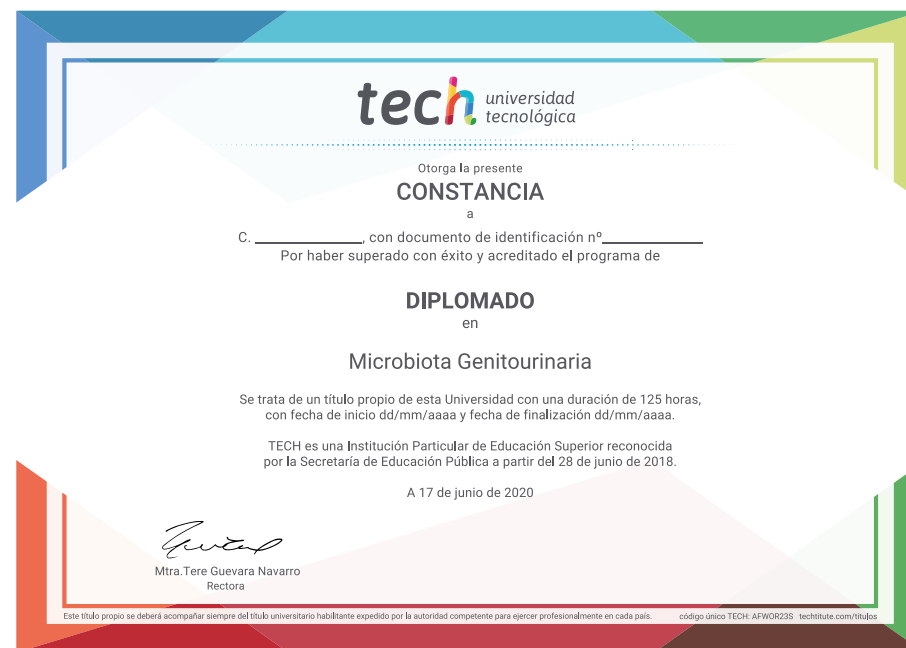 tech universidad
tecnológica
Otorga la presente
CONSTANCIA
a
C. ____________, con documento de identificación nº____________
Por haber superado con éxito y acreditado el programa de
DIPLOMADO
en
Microbiota Genitourinaria
Se trata de un título propio de esta Universidad con una duración de 125 horas,
con fecha de inicio dd/mm/aaaa y fecha de finalización dd/mm/aaaa.
TECH es una Institución Particular de Educación Superior reconocida
por la Secretaría de Educación Pública a partir del 28 de junio de 2018.
A 17 de junio de 2020
Mtra.Tere Guevara Navarro
Rectora
Este título propio se deberá acompañar siempre del título universitario habilitante expedido por la autoridad competente para ejercer profesionalmente en cada país. código único TECH: AFWOR23S techtitute.com/titulos